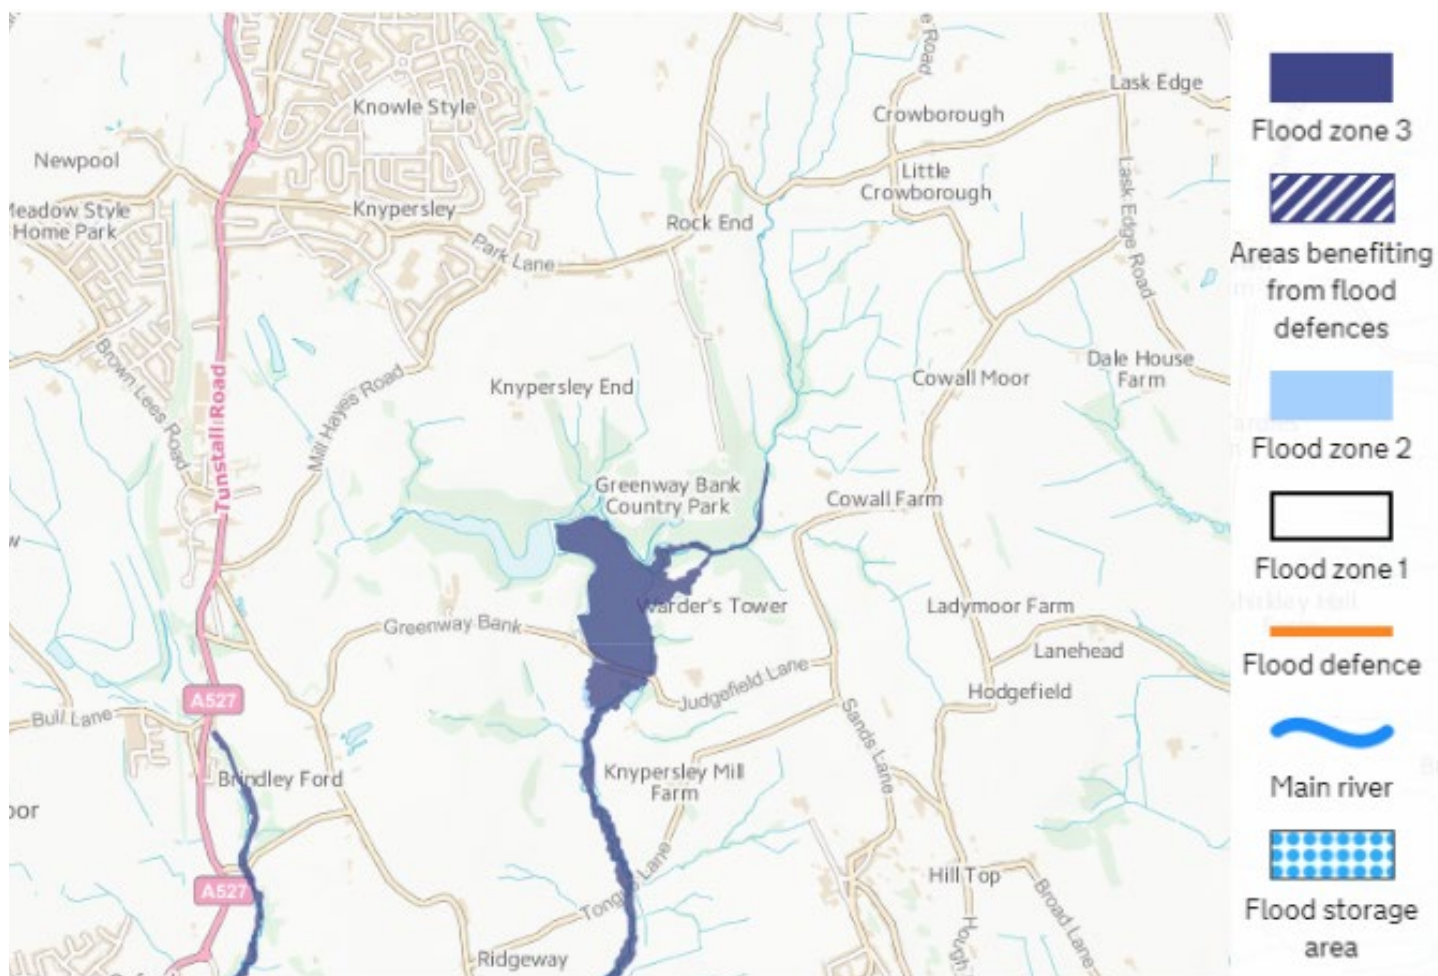 Road
Lask Edge
Knowle Style
Crowborough
Newpool
Little
Crowborough
Meadow Style
Home Park
Knypersley
Rock End
Lask Edge Road
Park Lane
Brown Lees Road
Tunstall Road
Mill Hayes Road
Knypersley End
Cowall Moor
Dale House
Farm
Greenway Bank
Country Park
Cowall Farm
Warder's Tower
Ladymoor Farm
Greenway Bank
Lanehead
Judgefield Lane
Hodgefield
A527
Bull Lane
Sands Lane
Brindley Ford
Knypersley Mill
Farm
A527
Tongue Lane
Hill Top
Broad Lane
Ridgeway
Flood zone 3
Areas benefiting
from flood
defences
Flood zone 2
Flood zone 1
Flood defence
Main river
Flood storage
area